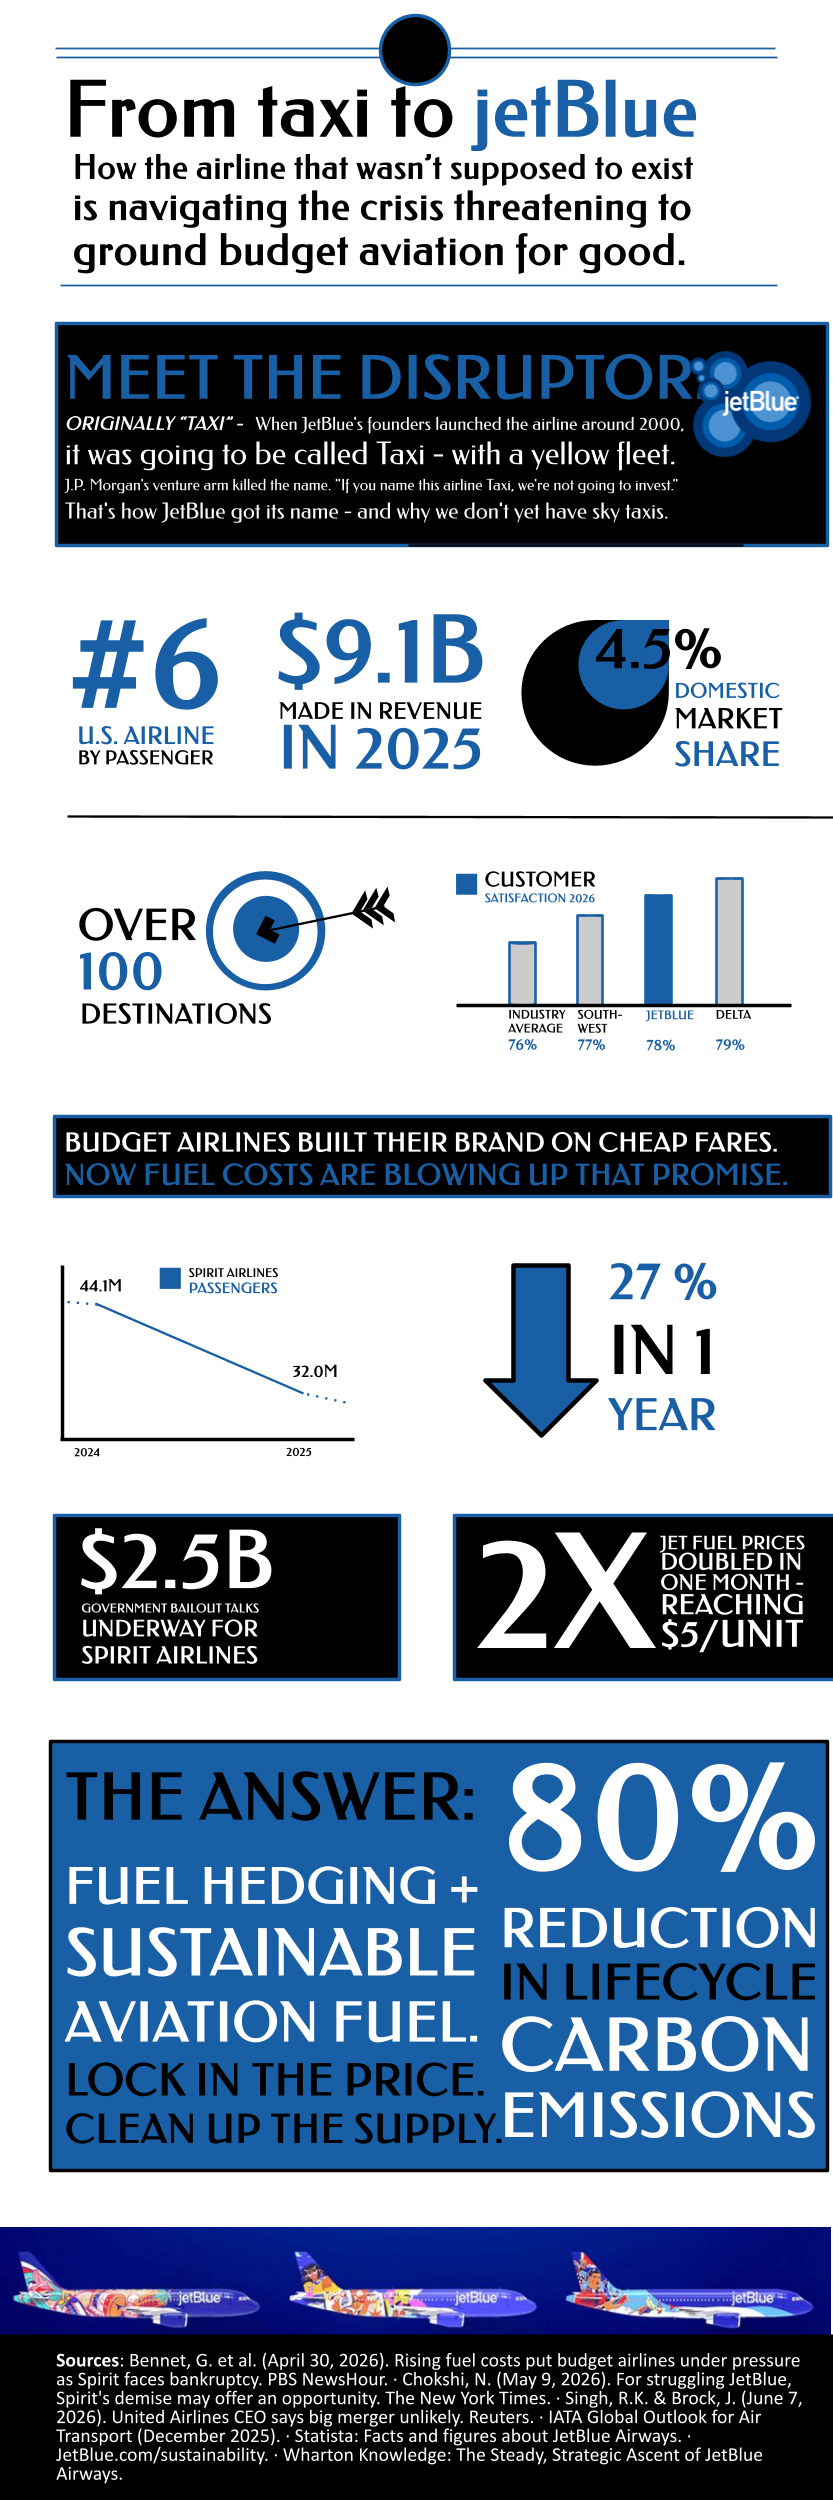 From taxi to jetBlue
How the airline that wasn't supposed to exist
is navigating the crisis threatening to
ground budget aviation for good.
MEET THE DISRUPTOR
jetBlue
ORIGINALLY "TAXI" - When JetBlue's founders launched the airline around 2000,
it was going to be called Taxi - with a yellow fleet.
J.P. Morgan's venture arm killed the name. "If you name this airline Taxi, we're not going to invest."
That's how JetBlue got its name - and why we don't yet have sky taxis.
#6
U.S. AIRLINE
BY PASSENGER
$9.1B
MADE IN REVENUE
IN 2025
4.5%
DOMESTIC
MARKET
SHARE
OVER
100
DESTINATIONS
CUSTOMER
SATISFACTION 2026
INDUSTRY
AVERAGE
76%
SOUTH-
WEST
77%
JETBLUE
78%
DELTA
79%
BUDGET AIRLINES BUILT THEIR BRAND ON CHEAP FARES.
NOW FUEL COSTS ARE BLOWING UP THAT PROMISE.
SPIRIT AIRLINES
PASSENGERS
44.1M
32.0M
2024
2025
27 %
IN 1
YEAR
$2.5B
GOVERNMENT BAILOUT TALKS
UNDERWAY FOR
SPIRIT AIRLINES
2X
JET FUEL PRICES
DOUBLED IN
ONE MONTH -
REACHING
$5/UNIT
THE ANSWER:
FUEL HEDGING +
SUSTAINABLE
AVIATION FUEL.
LOCK IN THE PRICE.
CLEAN UP THE SUPPLY.
80%
REDUCTION
IN LIFECYCLE
CARBON
EMISSIONS
jetBlue
jetBlue
jetBlue
Sources: Bennet, G. et al. (April 30, 2026). Rising fuel costs put budget airlines under pressure
as Spirit faces bankruptcy. PBS NewsHour. · Chokshi, N. (May 9, 2026). For struggling JetBlue,
Spirit's demise may offer an opportunity. The New York Times. · Singh, R.K. & Brock, J. (June 7,
2026). United Airlines CEO says big merger unlikely. Reuters. · IATA Global Outlook for Air
Transport (December 2025). · Statista: Facts and figures about JetBlue Airways. ·
JetBlue.com/sustainability. · Wharton Knowledge: The Steady, Strategic Ascent of JetBlue
Airways.